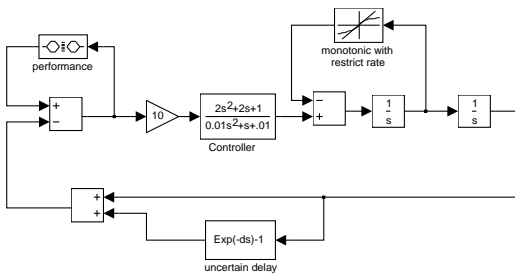 monotonic with
restrict rate
performance
+
−
10
2s²+2s+1
0.01s²+s+.01
Controller
−
+
1
s
1
s
+
+
Exp(-ds)-1
uncertain delay